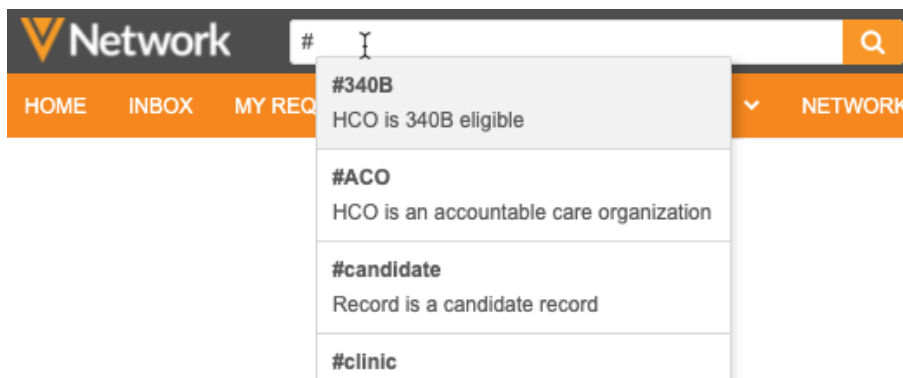 Network
#
HOME INBOX MY REQ NETWORK
#340B
HCO is 340B eligible
#ACO
HCO is an accountable care organization
#candidate
Record is a candidate record
#clinic